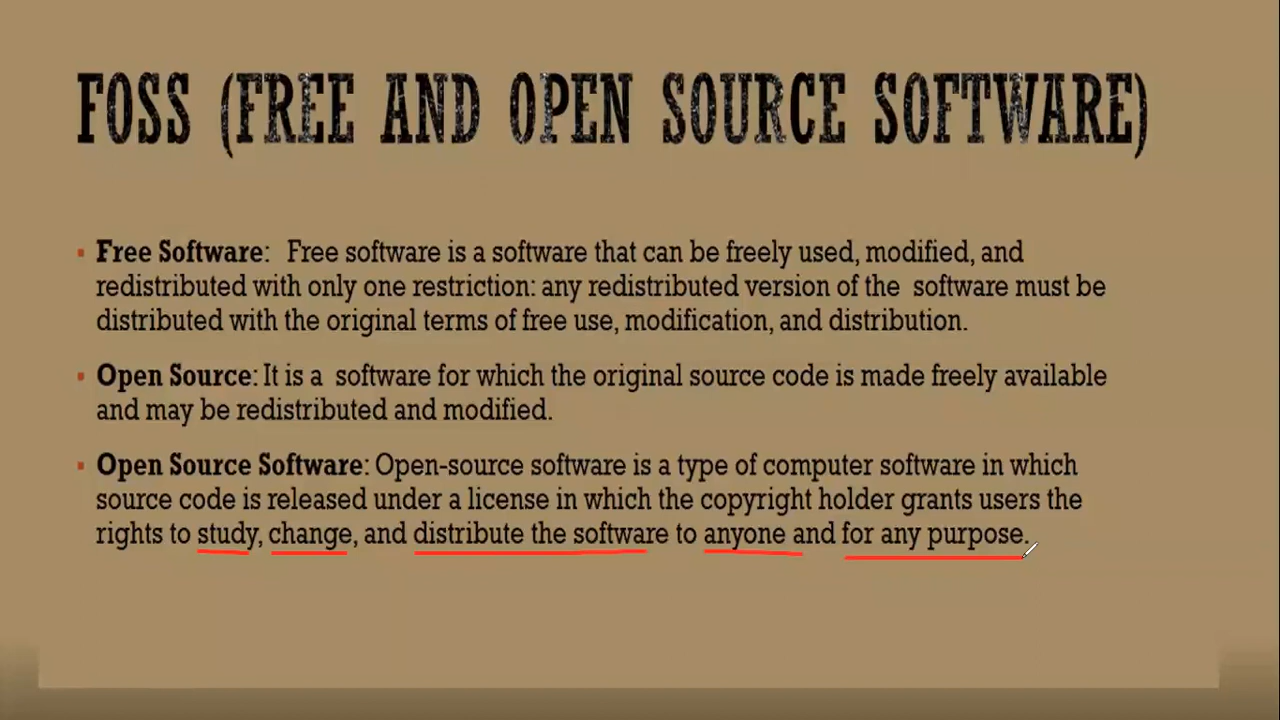 FOSS (FREE AND OPEN SOURCE SOFTWARE)
▪ Free Software: Free software is a software that can be freely used, modified, and
redistributed with only one restriction: any redistributed version of the software must be
distributed with the original terms of free use, modification, and distribution.
▪ Open Source: It is a software for which the original source code is made freely available
and may be redistributed and modified.
▪ Open Source Software: Open-source software is a type of computer software in which
source code is released under a license in which the copyright holder grants users the
rights to study, change, and distribute the software to anyone and for any purpose.